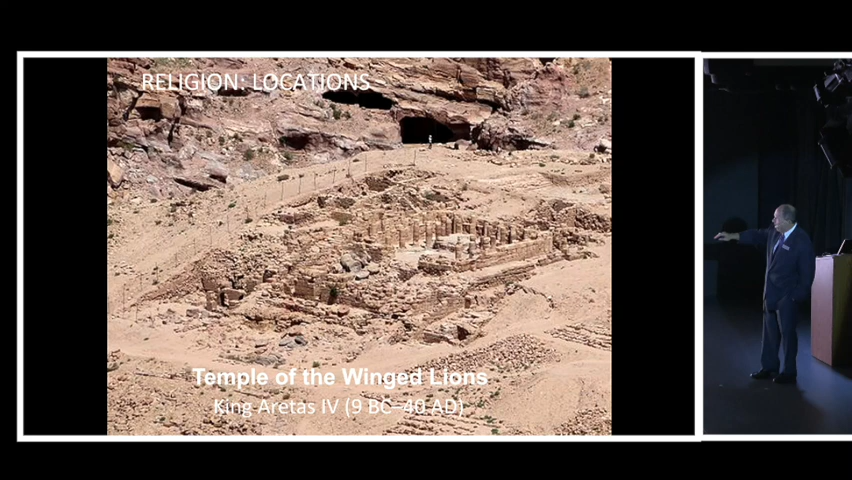 RELIGION: LOCATIONS
Temple of the Winged Lions
King Aretas IV (9 BC–40 AD)